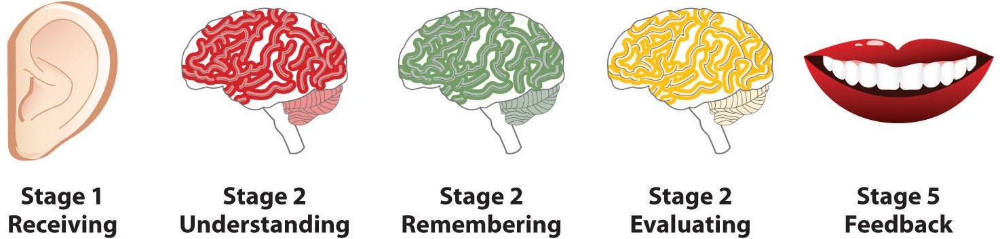 Stage 1
Receiving
Stage 2
Understanding
Stage 2
Remembering
Stage 2
Evaluating
Stage 5
Feedback